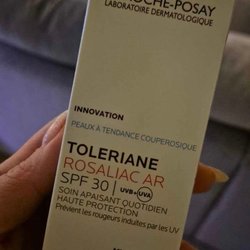 ROCHE-POSAY
LABORATOIRE DERMATOLOGIQUE
INNOVATION
PEAUX À TENDANCE COUPEROSIQUE
TOLERIANE
ROSALIAC AR
SPF 30 | UVB+UVA
SOIN APAISANT QUOTIDIEN
HAUTE PROTECTION
Prévient les rougeurs induites par les UV